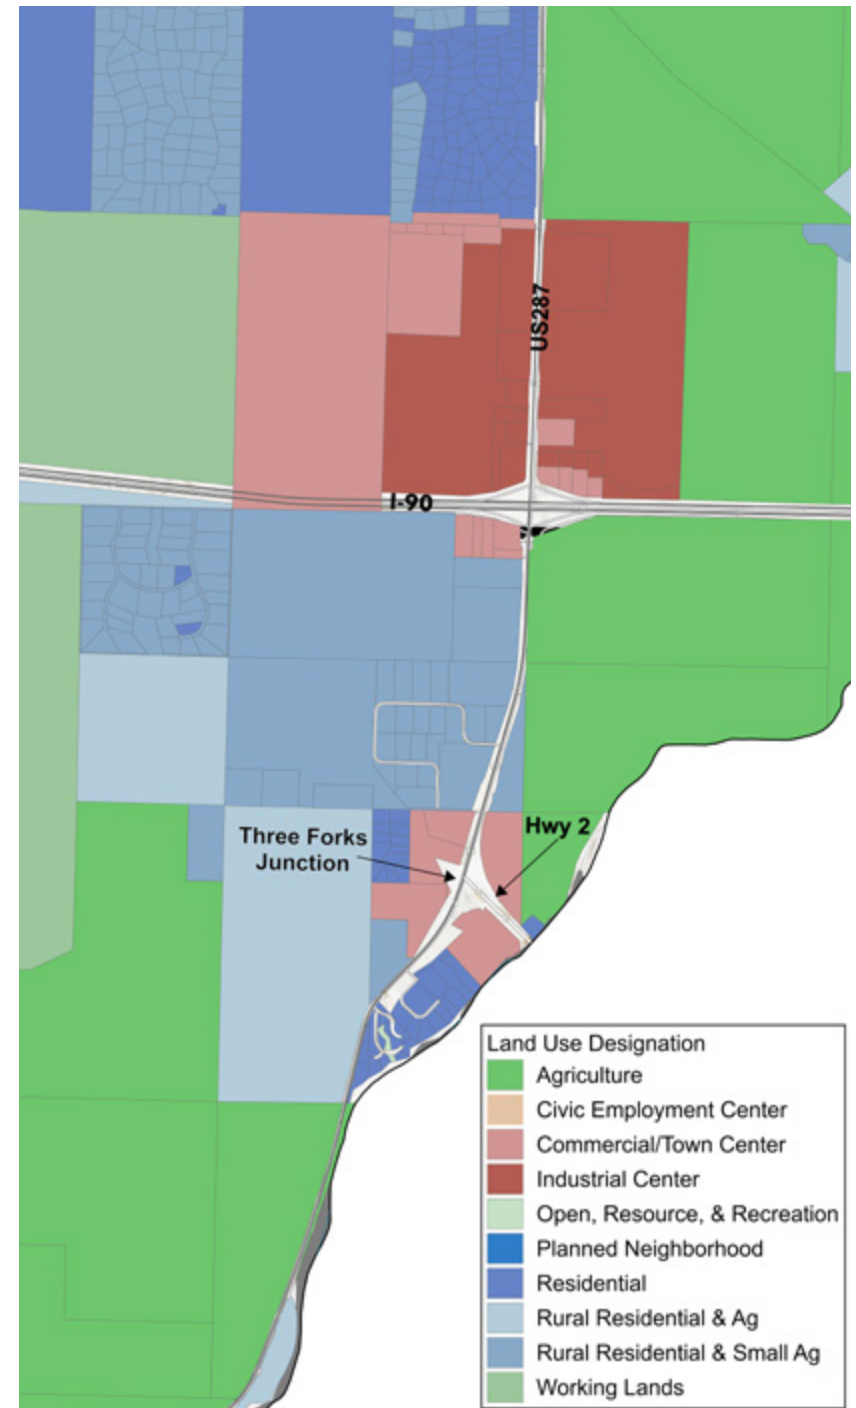 US287
I-90
Three Forks
Junction
Hwy 2
Land Use Designation
Agriculture
Civic Employment Center
Commercial/Town Center
Industrial Center
Open, Resource, & Recreation
Planned Neighborhood
Residential
Rural Residential & Ag
Rural Residential & Small Ag
Working Lands